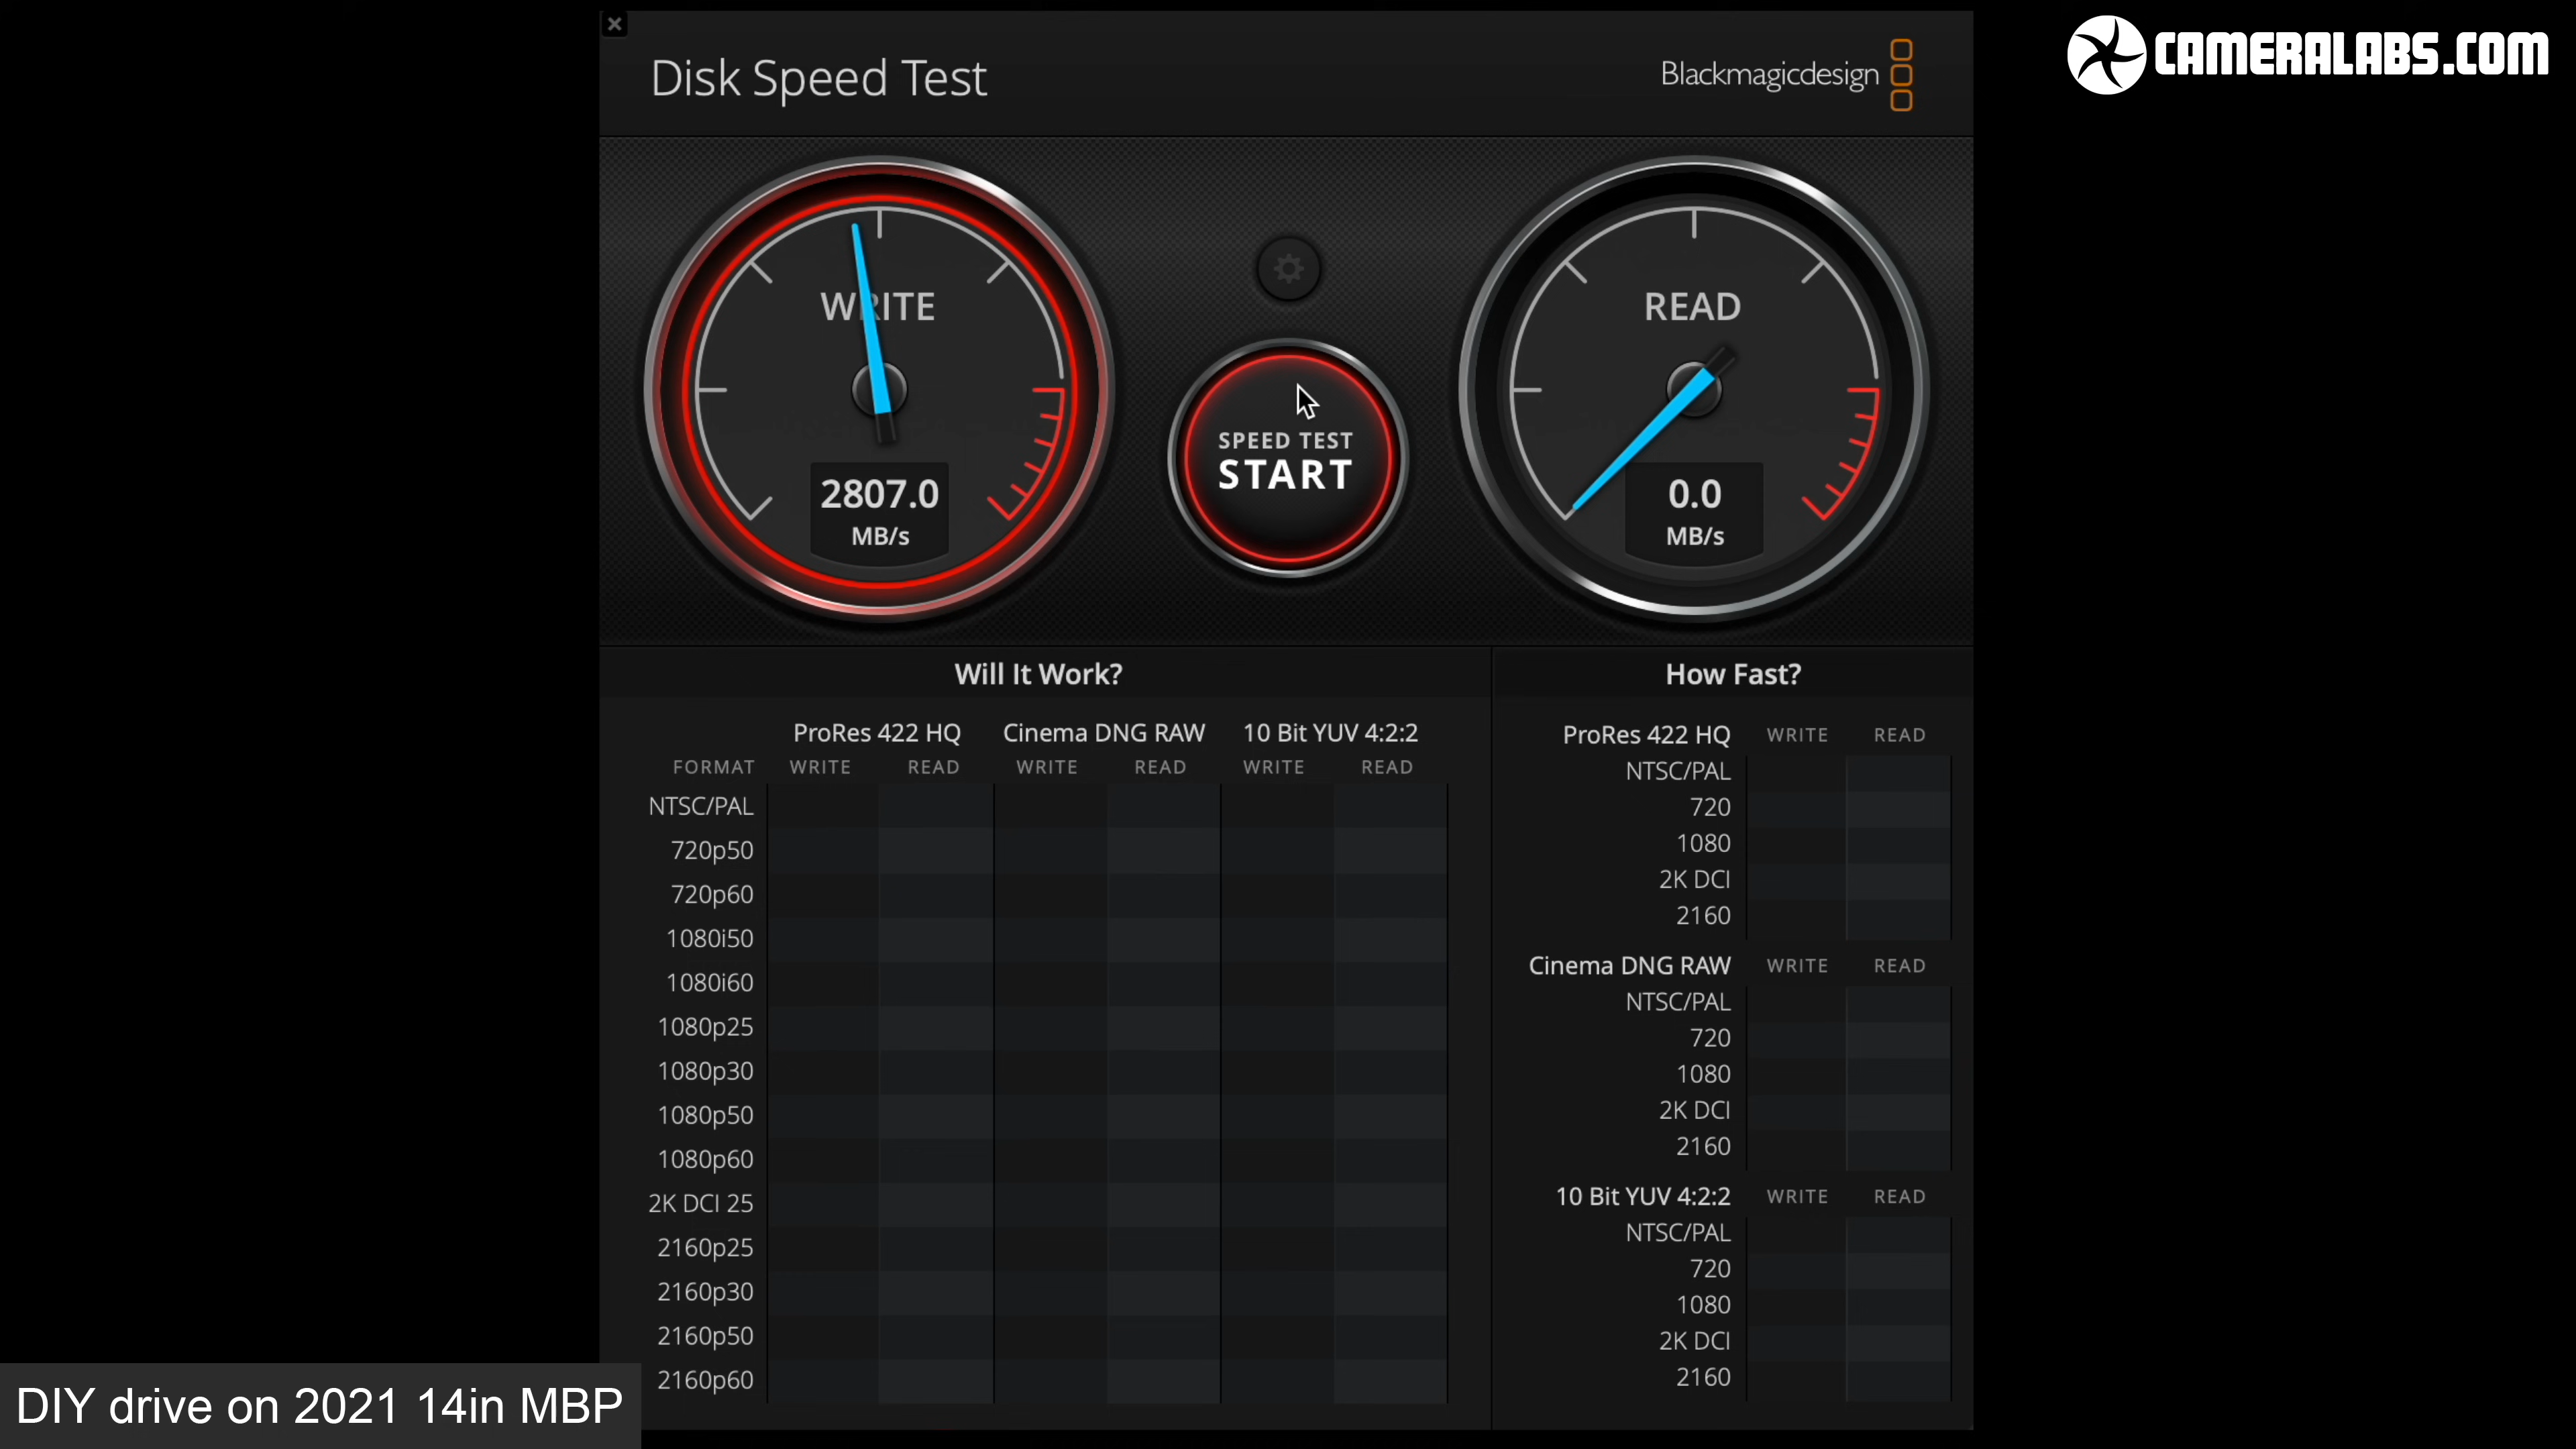 CAMERALABS.COM
Disk Speed Test
Blackmagicdesign
WRITE
2807.0
MB/s
SPEED TEST
START
READ
0.0
MB/s
Will It Work?
ProRes 422 HQ Cinema DNG RAW 10 Bit YUV 4:2:2
FORMAT WRITE READ WRITE READ WRITE READ
NTSC/PAL
720p50
720p60
1080i50
1080i60
1080p25
1080p30
1080p50
1080p60
2K DCI 25
2160p25
2160p30
2160p50
2160p60
How Fast?
ProRes 422 HQ WRITE READ
NTSC/PAL
720
1080
2K DCI
2160
Cinema DNG RAW WRITE READ
NTSC/PAL
720
1080
2K DCI
2160
10 Bit YUV 4:2:2 WRITE READ
NTSC/PAL
720
1080
2K DCI
2160
DIY drive on 2021 14in MBP